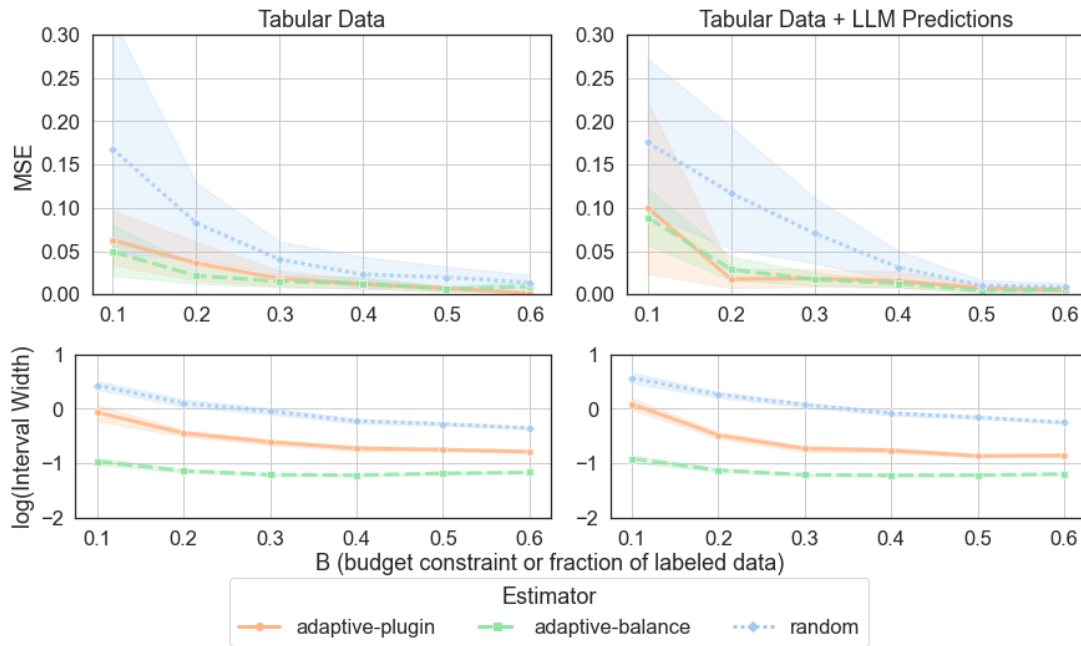 Tabular Data
Tabular Data + LLM Predictions
MSE
0.30
0.25
0.20
0.15
0.10
0.05
0.00
0.1 0.2 0.3 0.4 0.5 0.6
0.30
0.25
0.20
0.15
0.10
0.05
0.00
0.1 0.2 0.3 0.4 0.5 0.6
log(Interval Width)
1
0
−1
−2
0.1 0.2 0.3 0.4 0.5 0.6
1
0
−1
−2
0.1 0.2 0.3 0.4 0.5 0.6
B (budget constraint or fraction of labeled data)
Estimator
adaptive-plugin adaptive-balance random